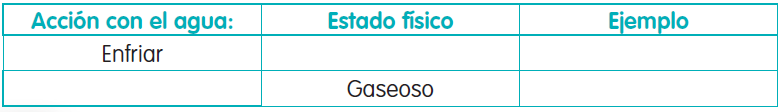 Acción con el agua: Estado físico Ejemplo
Enfriar
Gaseoso